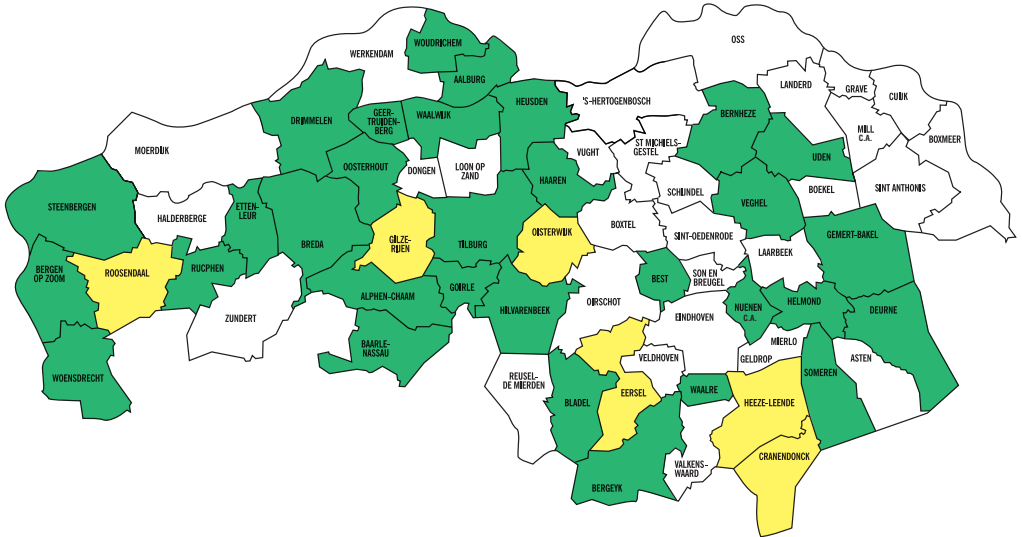 OSS
WOUDRICHEM
WERKENDAM
AALBURG
LANDERD
GRAVE
CUIJK
'S-HERTOGENBOSCH
HEUSDEN
DRIMMELEN
GEER-
TRUIDEN-
BERG
WAALWIJK
BERNHEZE
MILL
C.A.
BOXMEER
MOERDIJK
ST MICHIELS-
GESTEL
VUGHT
UDEN
OOSTERHOUT
DONGEN
LOON OP
ZAND
HAAREN
SCHIJNDEL
BOEKEL
SINT ANTHONIS
STEENBERGEN
HALDERBERGE
ETTEN-
LEUR
VEGHEL
BOXTEL
GILZE-
RIJEN
OISTERWIJK
SINT-OEDENRODE
GEMERT-BAKEL
BREDA
TILBURG
LAARBEEK
BERGEN
OP ZOOM
ROOSENDAAL
RUCPHEN
BEST
SON EN
BREUGEL
GOIRLE
ALPHEN-CHAAM
OIRSCHOT
HELMOND
NUENEN
C.A.
DEURNE
ZUNDERT
HILVARENBEEK
EINDHOVEN
MIERLO
BAARLE-
NASSAU
VELDHOVEN
GELDROP
ASTEN
WOENSDRECHT
REUSEL-
DE MIERDEN
SOMEREN
EERSEL
WAALRE
BLADEL
HEEZE-LEENDE
CRANENDONCK
VALKENS-
WAARD
BERGEYK